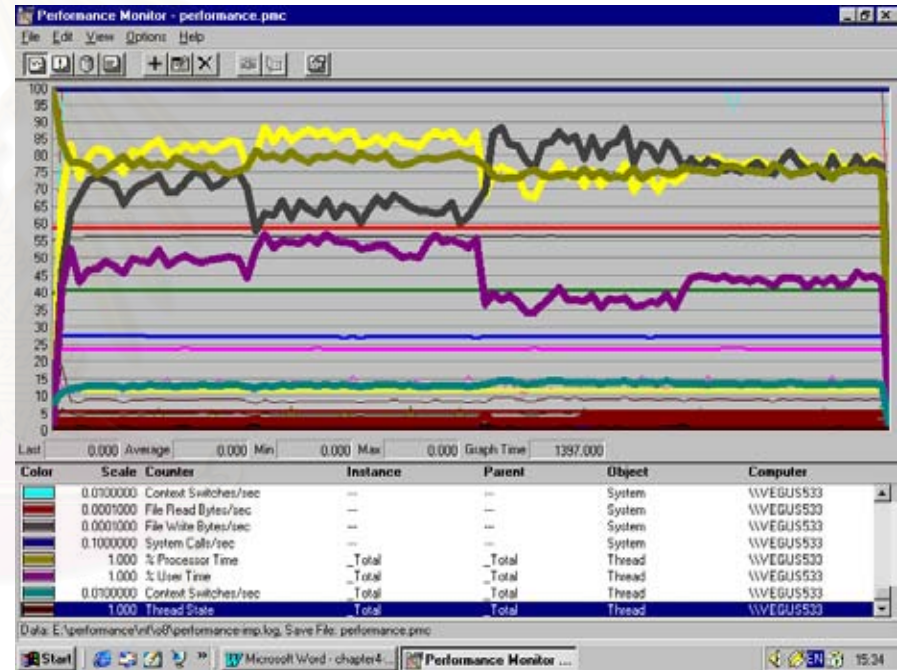 Performance Monitor - performance.pmc
File Edit View Options Help
100
95
90
85
80
75
70
65
60
55
50
45
40
35
30
25
20
15
10
5
0
Last 0.000 Average 0.000 Min 0.000 Max 0.000 Graph Time 1397.000
Color Scale Counter Instance Parent Object Computer
0.0100000 Context Switches/sec --- --- System \\VEGUS533
0.0001000 File Read Bytes/sec --- --- System \\VEGUS533
0.0001000 File Write Bytes/sec --- --- System \\VEGUS533
0.1000000 System Calls/sec --- --- System \\VEGUS533
1.000 % Processor Time _Total _Total Thread \\VEGUS533
1.000 % User Time _Total _Total Thread \\VEGUS533
0.0100000 Context Switches/sec _Total _Total Thread \\VEGUS533
1.000 Thread State _Total _Total Thread \\VEGUS533
Data: Save File: performance.pmc
Start » Microsoft Word - chapter4... Performance Monitor ... EN 15:34